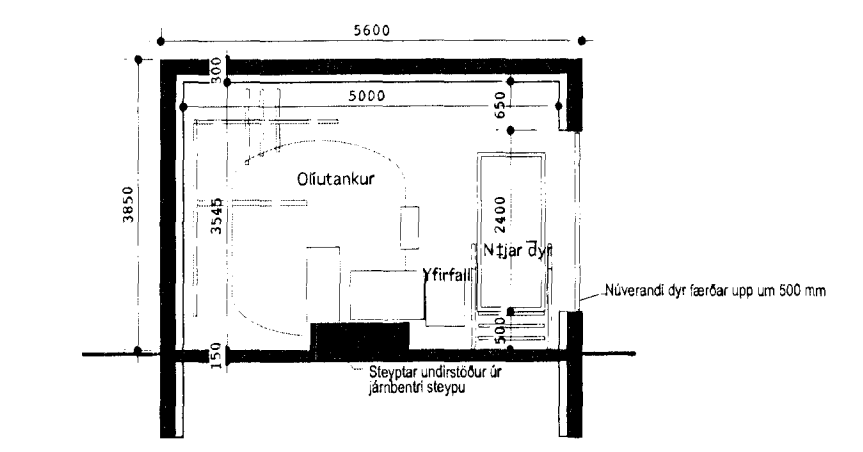 5600
300
5000
650
Olíutankur
3850
3545
2400
Nýjar dyr
Yfirfall
Núverandi dyr færðar upp um 500 mm
500
150
Steyptar undirstöður úr
járnbentri steypu